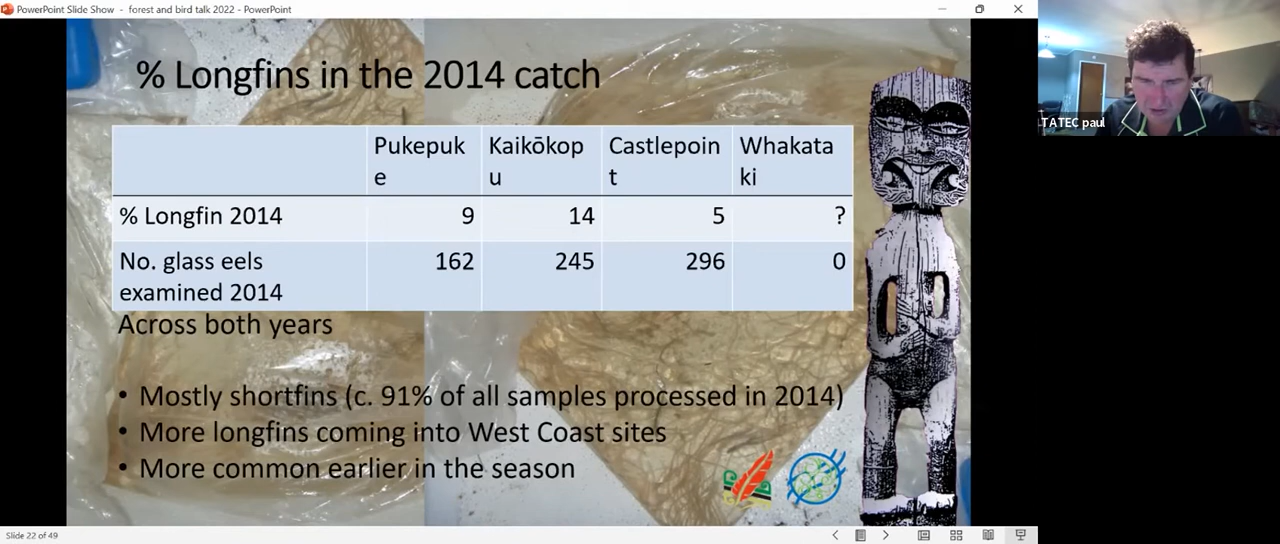 PowerPoint Slide Show - forest and bird talk 2022 - PowerPoint
% Longfins in the 2014 catch
Pukepuk
e
Kaikōkop
u
Castlepoin
t
Whakata
ki
% Longfin 2014 9 14 5 ?
No. glass eels 162 245 296 0
examined 2014
Across both years
• Mostly shortfins (c. 91% of all samples processed in 2014)
• More longfins coming into West Coast sites
• More common earlier in the season
TATEC paul
Slide 22 of 49